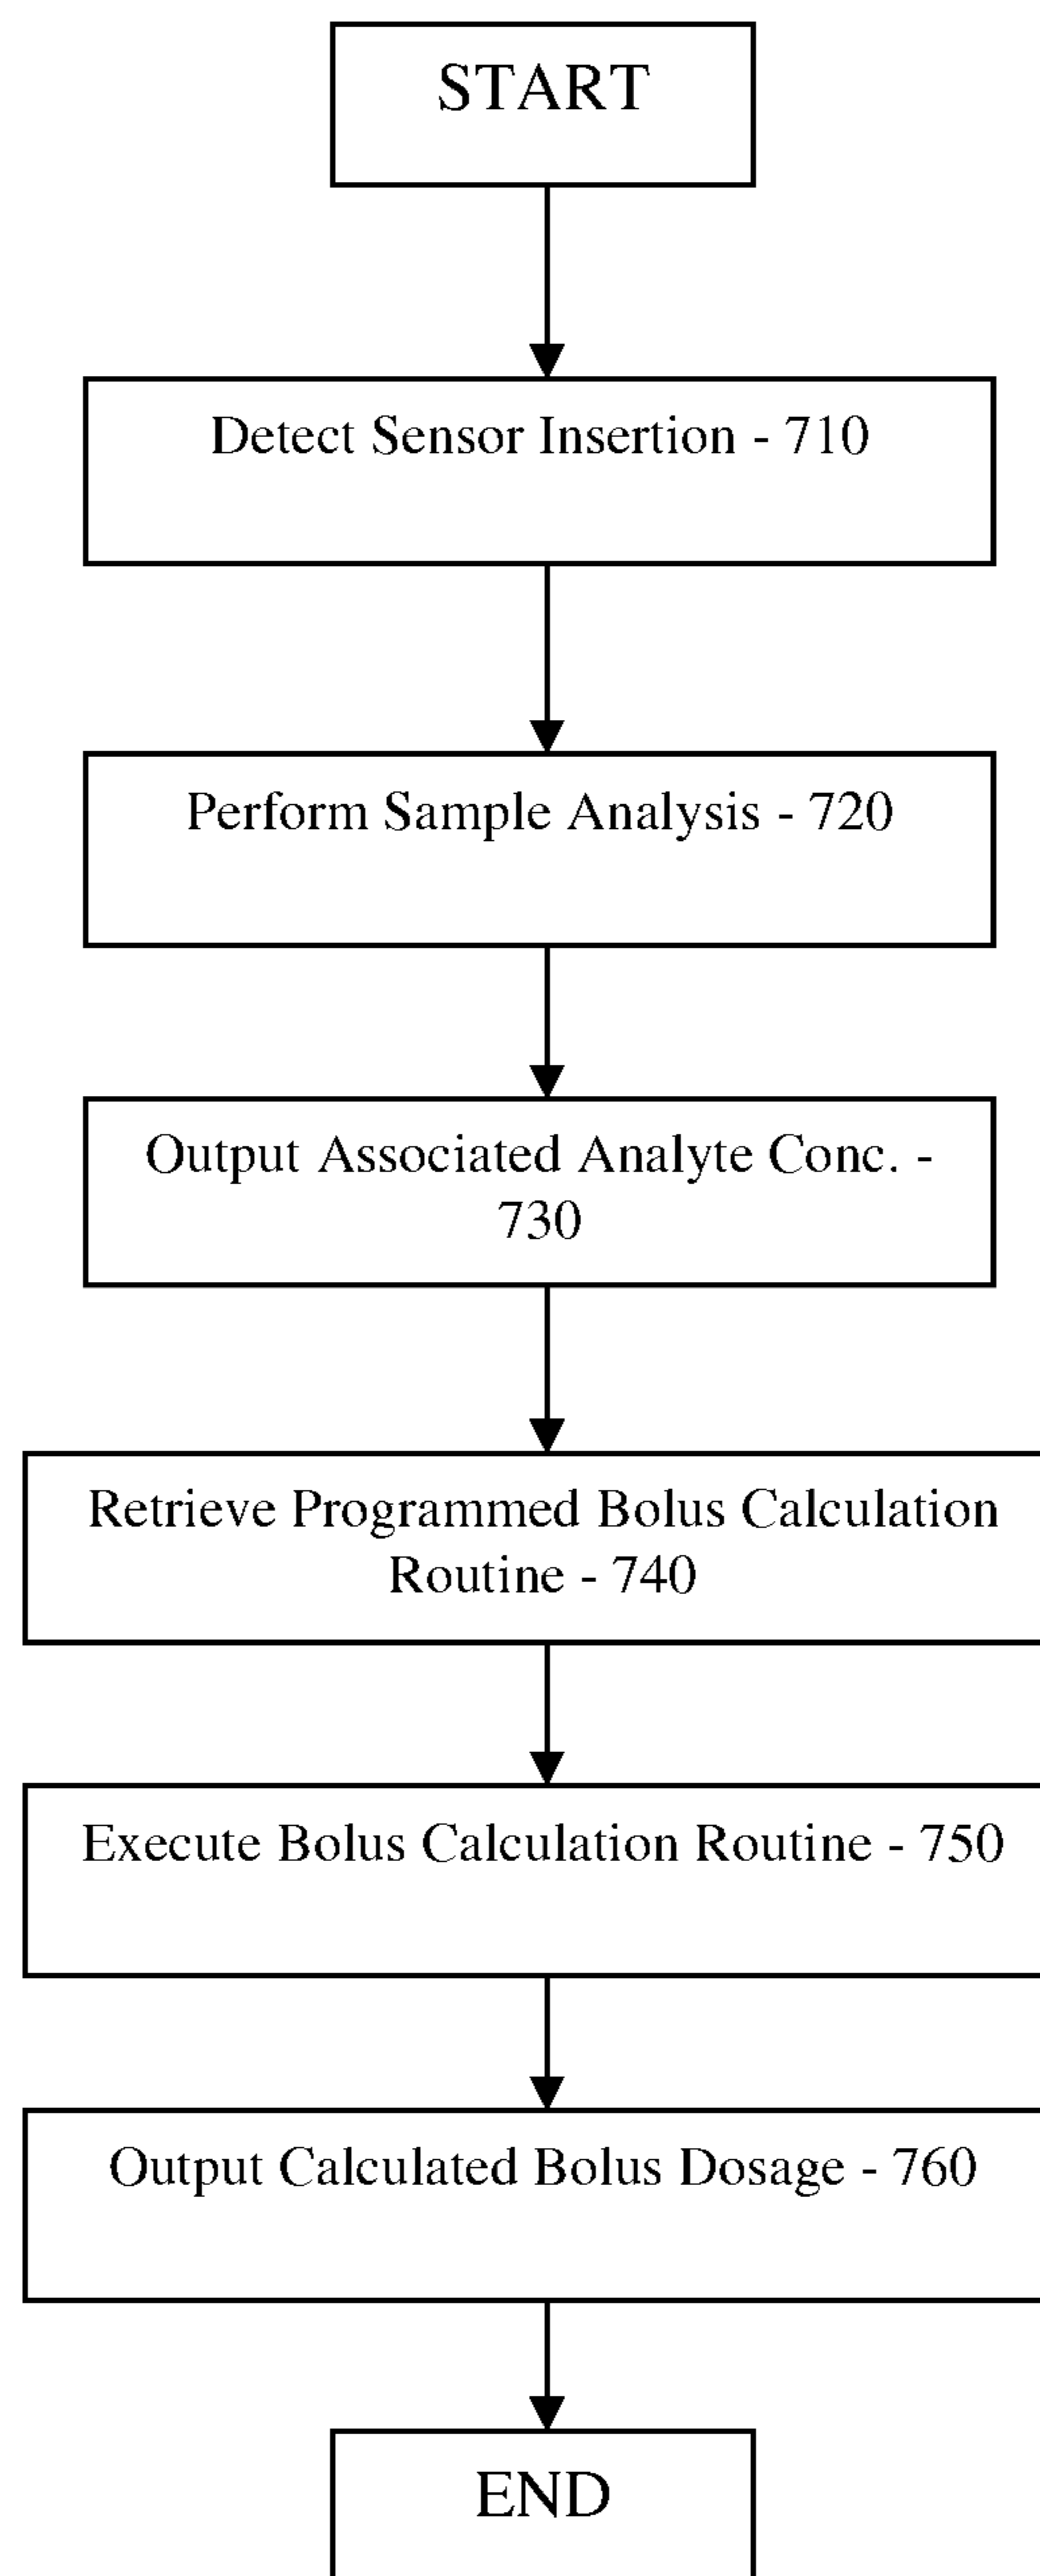 START
Detect Sensor Insertion - 710
Perform Sample Analysis - 720
Output Associated Analyte Conc. -
730
Retrieve Programmed Bolus Calculation
Routine - 740
Execute Bolus Calculation Routine - 750
Output Calculated Bolus Dosage - 760
END